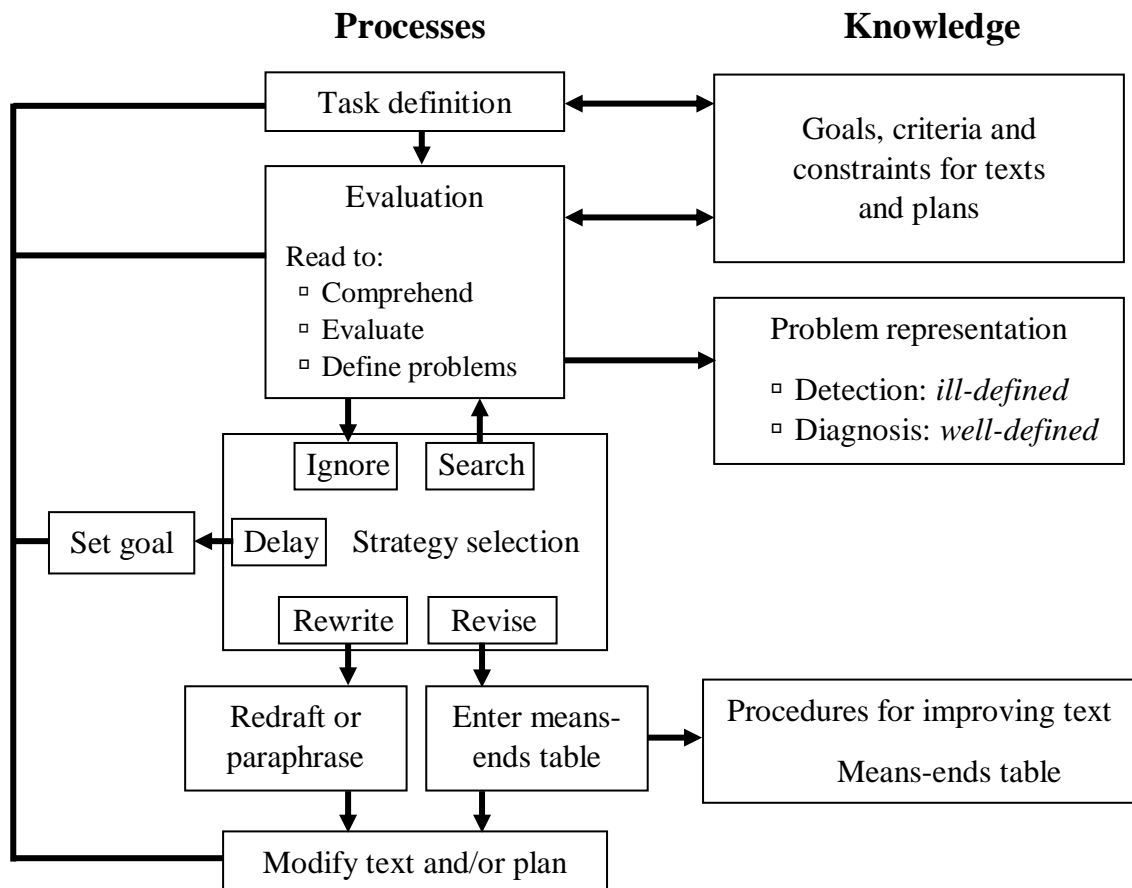 Processes
Knowledge
Task definition
Goals, criteria and
constraints for texts
and plans
Evaluation
Read to:
▫ Comprehend
▫ Evaluate
▫ Define problems
Problem representation
▫ Detection: ill-defined
▫ Diagnosis: well-defined
Ignore
Search
Set goal
Delay
Strategy selection
Rewrite
Revise
Redraft or
paraphrase
Enter means-
ends table
Procedures for improving text
Means-ends table
Modify text and/or plan